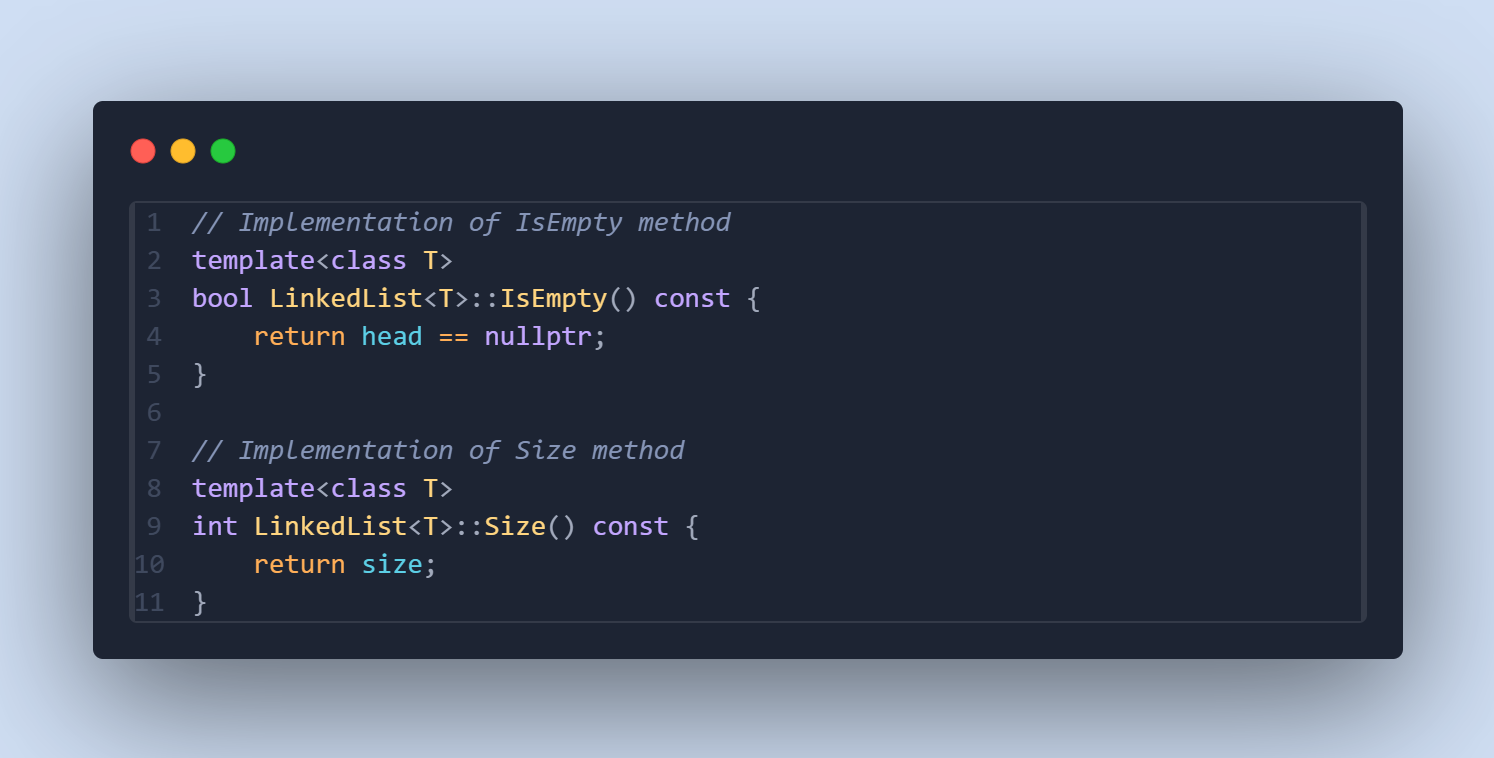 1 // Implementation of IsEmpty method
2 template<class T>
3 bool LinkedList<T>::IsEmpty() const {
4     return head == nullptr;
5 }
6
7 // Implementation of Size method
8 template<class T>
9 int LinkedList<T>::Size() const {
10     return size;
11 }